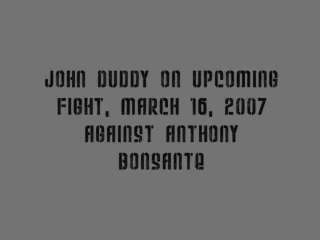 JOHN DUDDY ON UPCOMING
FIGHT, MARCH 16, 2007
AGAINST ANTHONY
BONSANTE